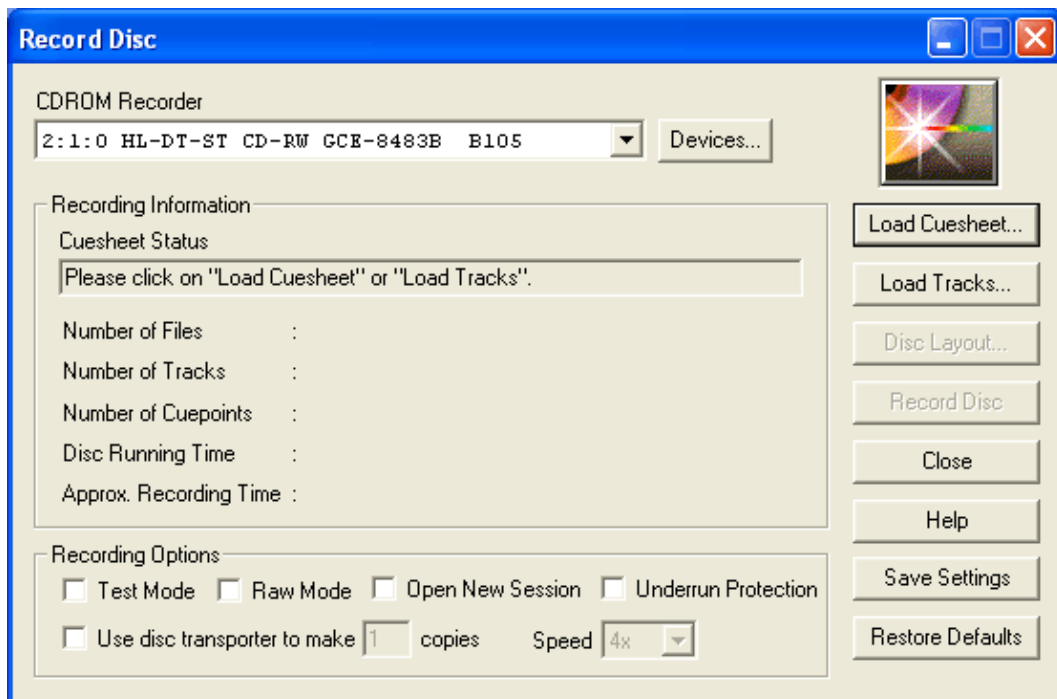 Record Disc
CDROM Recorder
2:1:0 HL-DT-ST CD-RW GCE-8483B B105
Devices...
Recording Information
Cuesheet Status
Please click on "Load Cuesheet" or "Load Tracks".
Number of Files :
Number of Tracks :
Number of Cuepoints :
Disc Running Time :
Approx. Recording Time :
Recording Options
Test Mode Raw Mode Open New Session Underrun Protection
Use disc transporter to make 1 copies Speed 4x
Load Cuesheet...
Load Tracks...
Disc Layout...
Record Disc
Close
Help
Save Settings
Restore Defaults